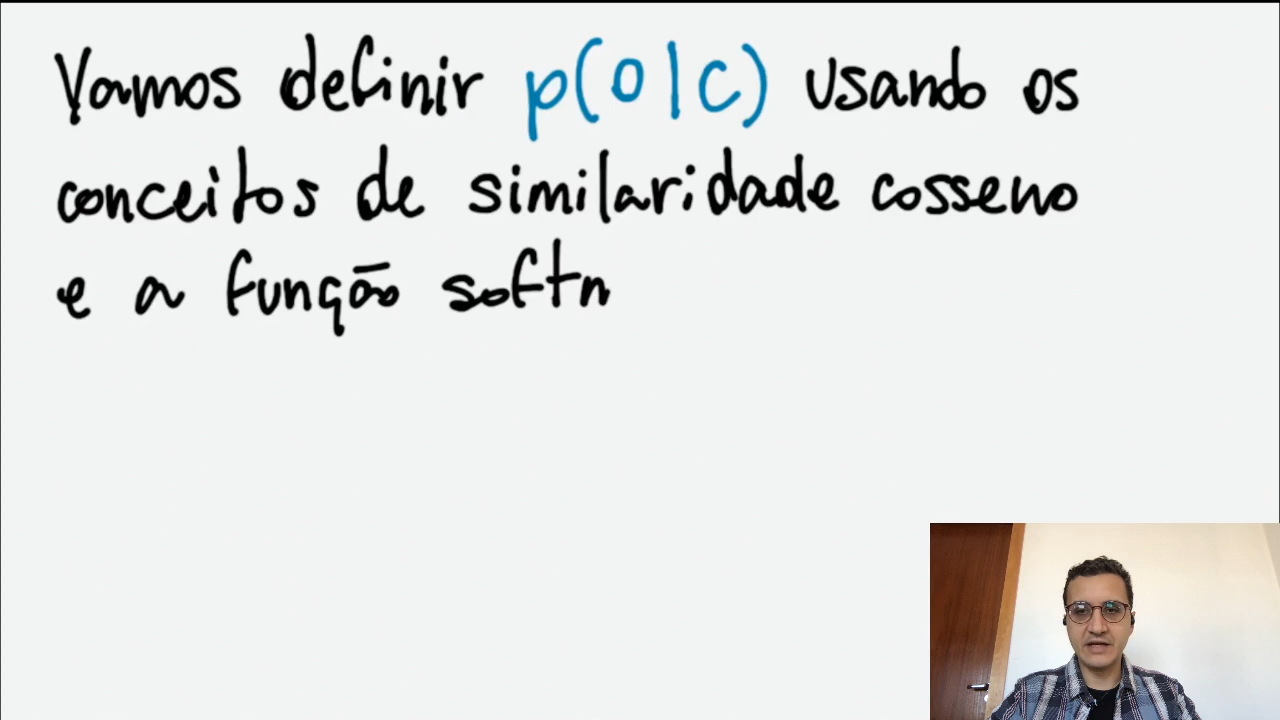 Vamos definir p(o|c) usando os
conceitos de similaridade cosseno
e a função softm